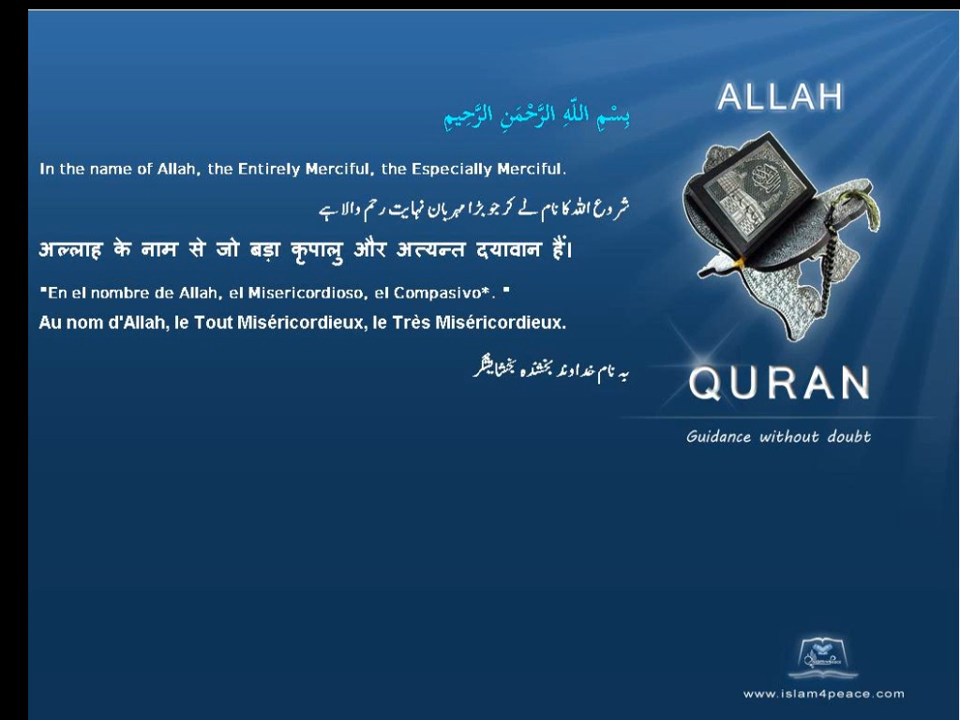 بِسْمِ اللَّهِ الرَّحْمَنِ الرَّحِيمِ
In the name of Allah, the Entirely Merciful, the Especially Merciful.
شروع اللہ کا نام لے کر جو بڑا مہربان نہایت رحم والا ہے
अल्लाह के नाम से जो बड़ा कृपालु और अत्यन्त दयावान हैं।
"En el nombre de Allah, el Misericordioso, el Compasivo*. "
Au nom d'Allah, le Tout Miséricordieux, le Très Miséricordieux.
به نام خداوند بخشنده بخشایشگر
ALLAH
QURAN
Guidance without doubt
www.islam4peace.com